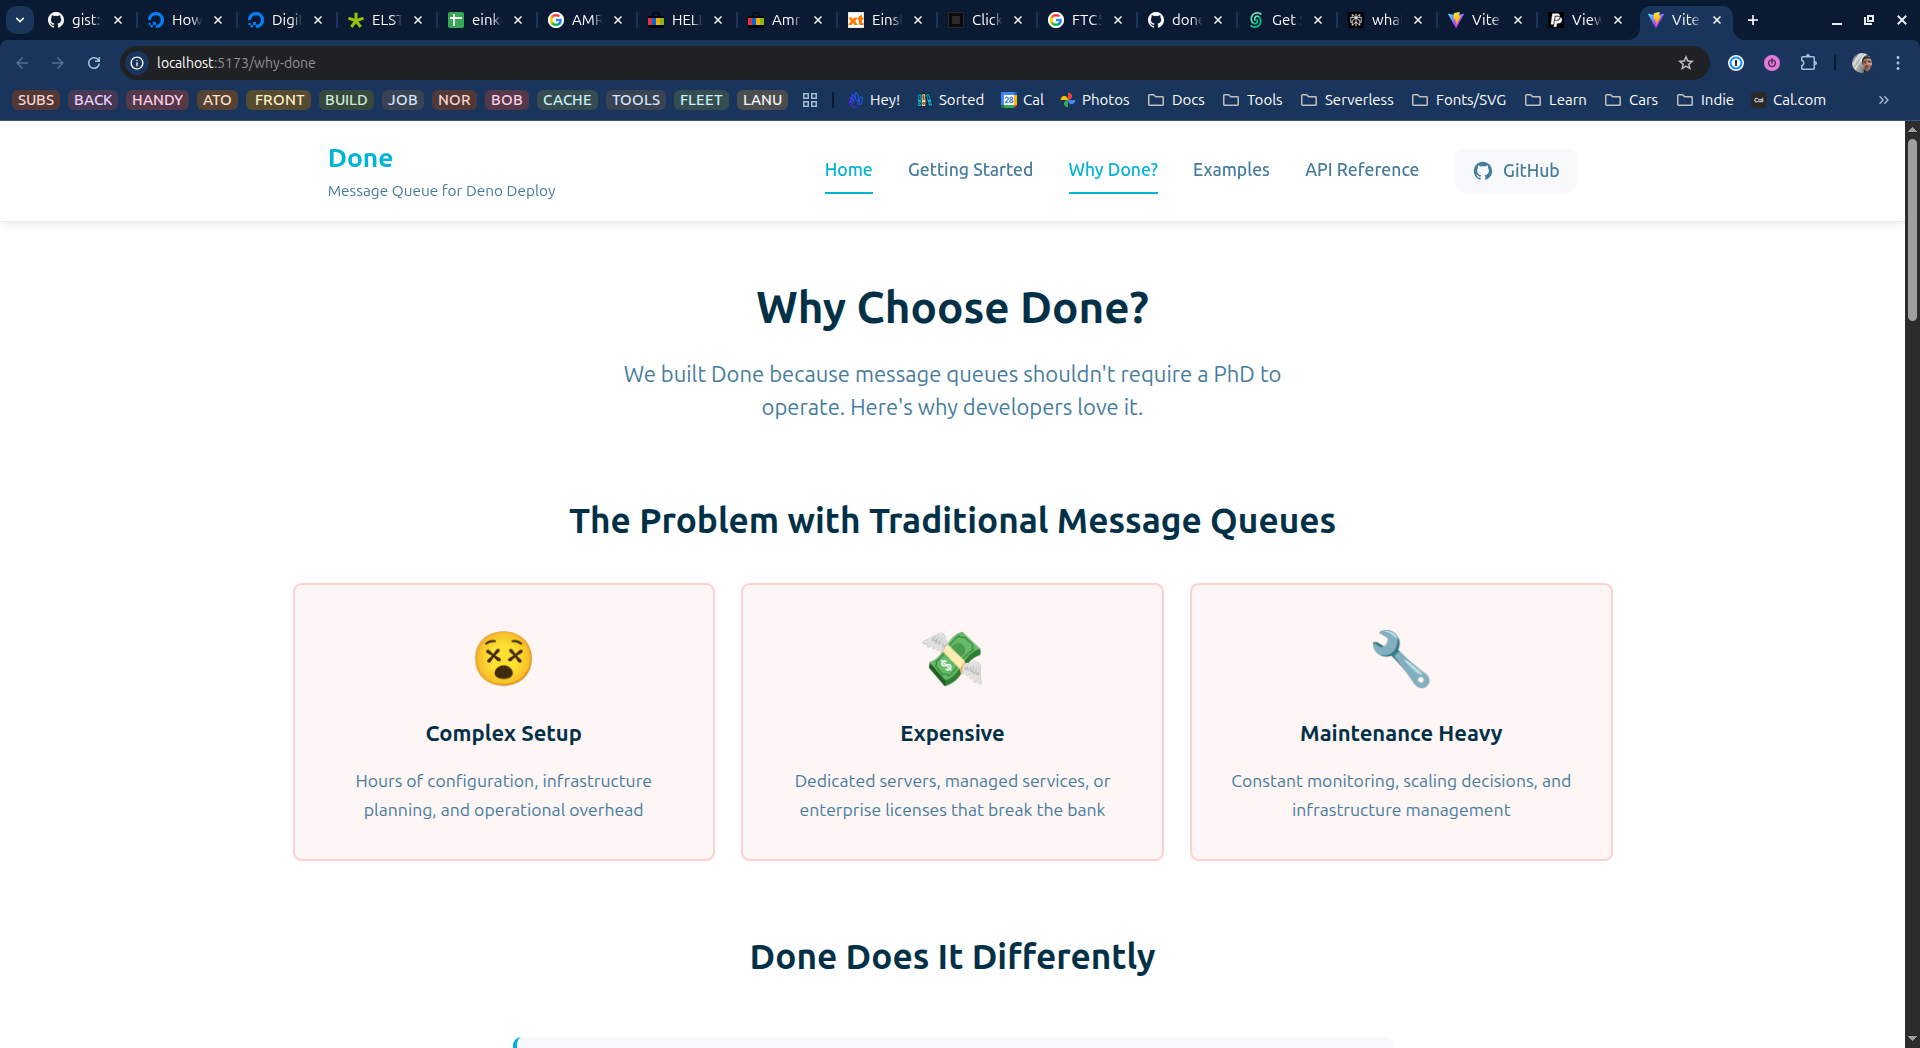 gist:
How
Digil
ELST
eink
AMR
HELL
Amr
Eins
Click
FTCS
done
Get
wha
Vite
View
Vite
localhost:5173/why-done
SUBS BACK HANDY ATO FRONT BUILD JOB NOR BOB CACHE TOOLS FLEET LANU Hey! Sorted Cal Photos Docs Tools Serverless Fonts/SVG Learn Cars Indie Cal.com
Done
Message Queue for Deno Deploy
Home Getting Started Why Done? Examples API Reference GitHub
Why Choose Done?
We built Done because message queues shouldn't require a PhD to
operate. Here's why developers love it.
The Problem with Traditional Message Queues
Complex Setup
Hours of configuration, infrastructure
planning, and operational overhead
Expensive
Dedicated servers, managed services, or
enterprise licenses that break the bank
Maintenance Heavy
Constant monitoring, scaling decisions, and
infrastructure management
Done Does It Differently